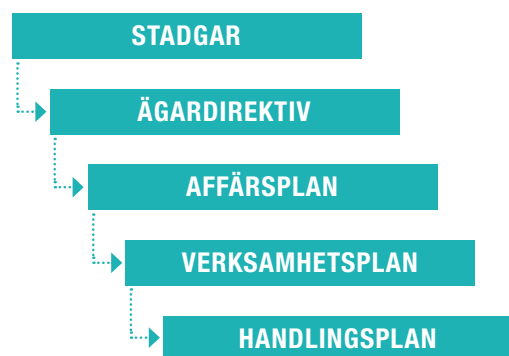 STADGAR
ÄGARDIREKTIV
AFFÄRSPLAN
VERKSAMHETSPLAN
HANDLINGSPLAN